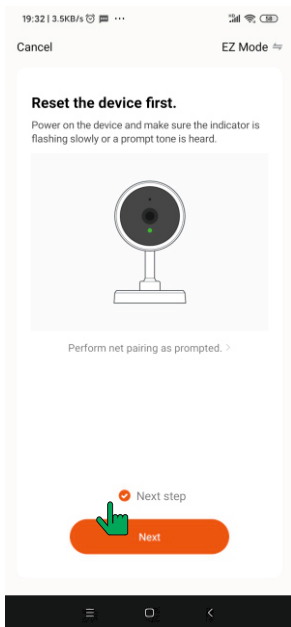 19:32 | 3.5KB/s ...
58
Cancel
EZ Mode
Reset the device first.
Power on the device and make sure the indicator is
flashing slowly or a prompt tone is heard.
Perform net pairing as prompted. >
Next step
Next